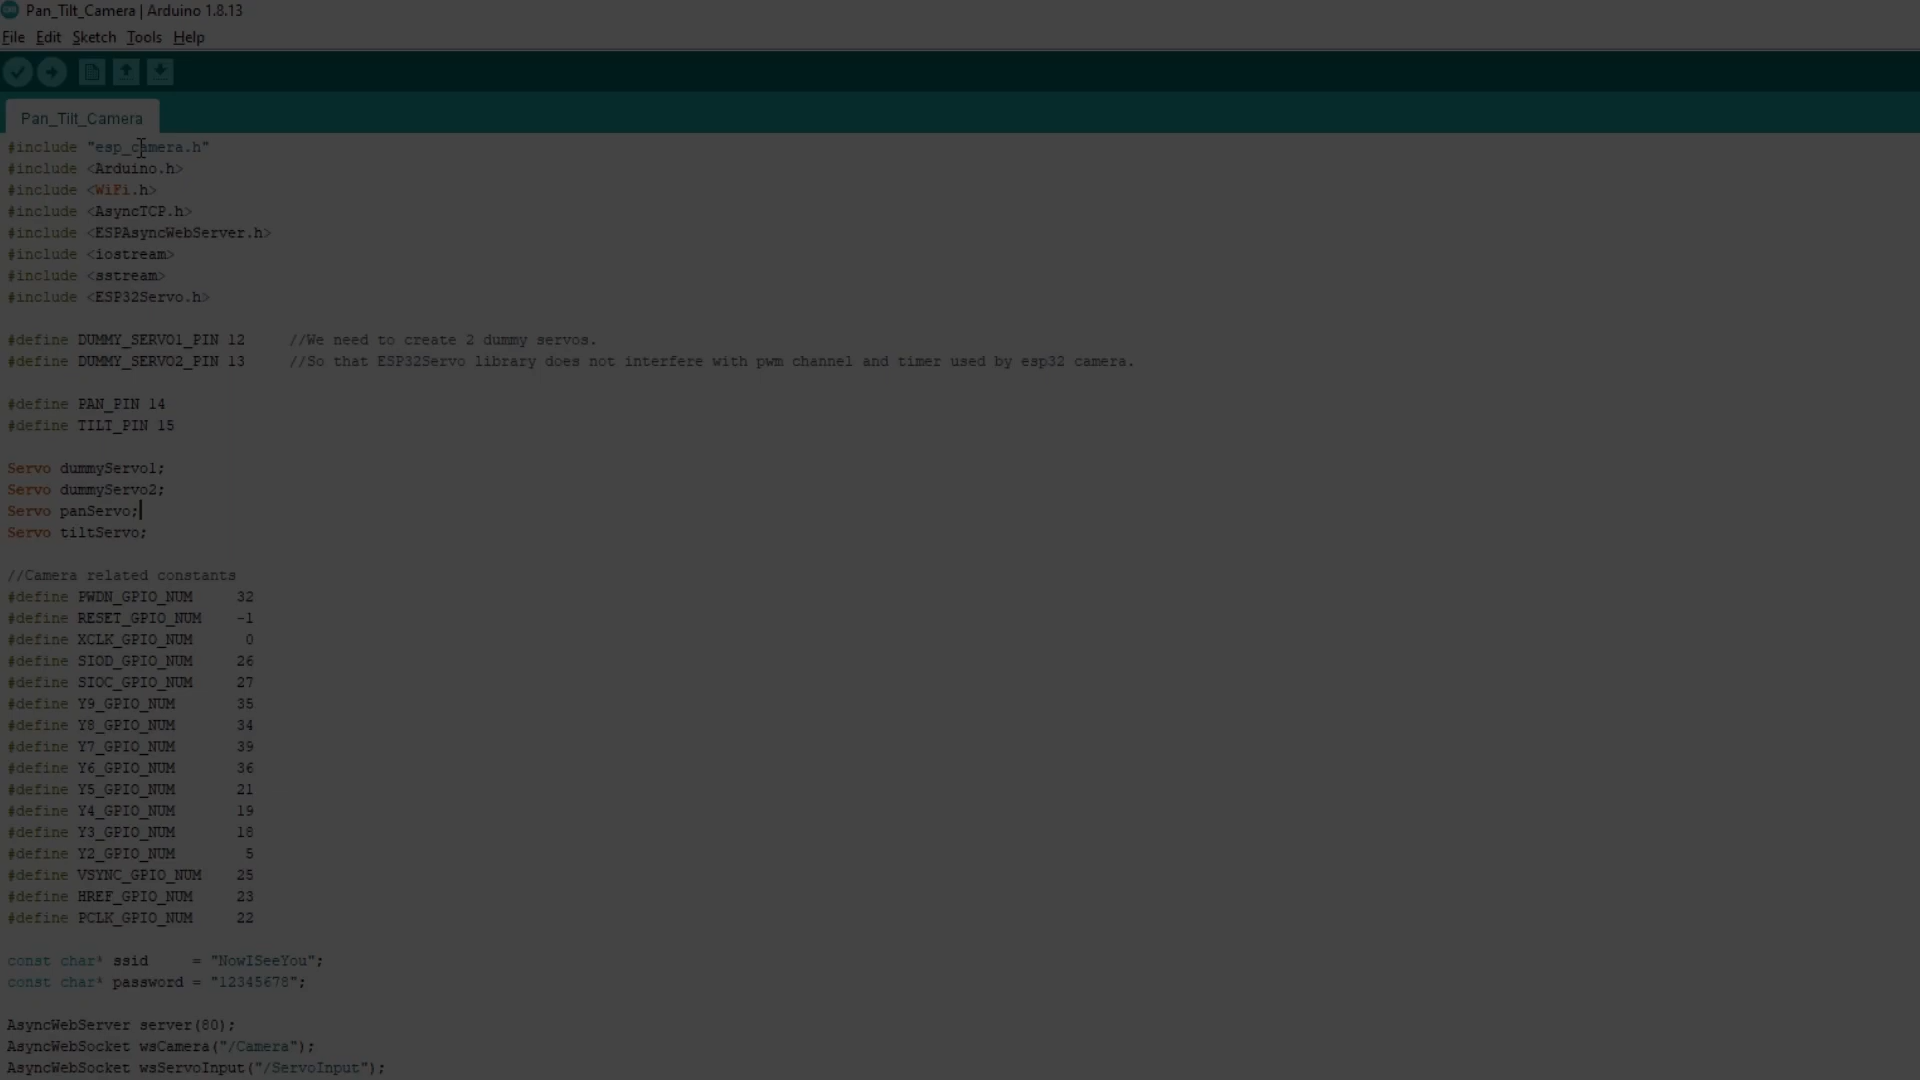 Pan_Tilt_Camera | Arduino 1.8.13
File Edit Sketch Tools Help
Pan_Tilt_Camera
#include "esp_camera.h"
#include <Arduino.h>
#include <WiFi.h>
#include <AsyncTCP.h>
#include <ESPAsyncWebServer.h>
#include <iostream>
#include <sstream>
#include <ESP32Servo.h>
#define DUMMY_SERVO1_PIN 12 //We need to create 2 dummy servos.
#define DUMMY_SERVO2_PIN 13 //So that ESP32Servo library does not interfere with pwm channel and timer used by esp32 camera.
#define PAN_PIN 14
#define TILT_PIN 15
Servo dummyServo1;
Servo dummyServo2;
Servo panServo;
Servo tiltServo;
//Camera related constants
#define PWDN_GPIO_NUM 32
#define RESET_GPIO_NUM -1
#define XCLK_GPIO_NUM 0
#define SIOD_GPIO_NUM 26
#define SIOC_GPIO_NUM 27
#define Y9_GPIO_NUM 35
#define Y8_GPIO_NUM 34
#define Y7_GPIO_NUM 39
#define Y6_GPIO_NUM 36
#define Y5_GPIO_NUM 21
#define Y4_GPIO_NUM 19
#define Y3_GPIO_NUM 18
#define Y2_GPIO_NUM 5
#define VSYNC_GPIO_NUM 25
#define HREF_GPIO_NUM 23
#define PCLK_GPIO_NUM 22
const char* ssid = "NowISeeYou";
const char* password = "12345678";
AsyncWebServer server(80);
AsyncWebSocket wsCamera("/Camera");
AsyncWebSocket wsServoInput("/ServoInput");